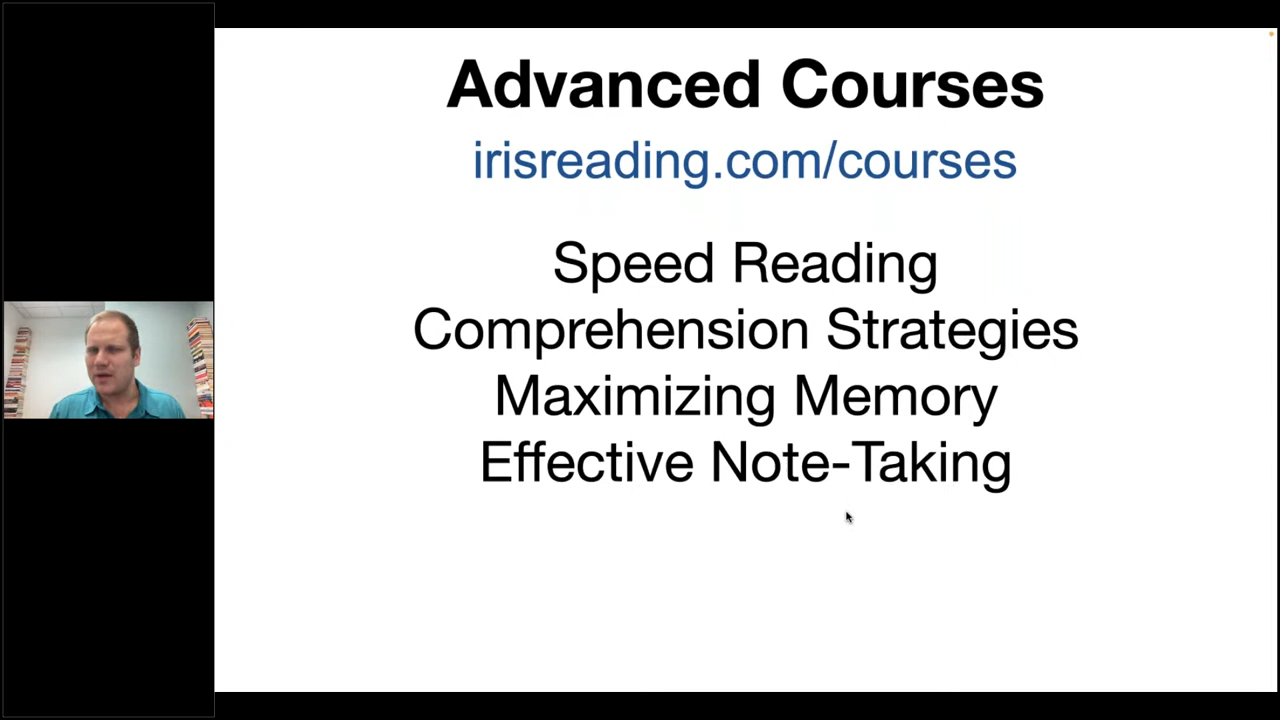 Advanced Courses
irisreading.com/courses
Speed Reading
Comprehension Strategies
Maximizing Memory
Effective Note-Taking